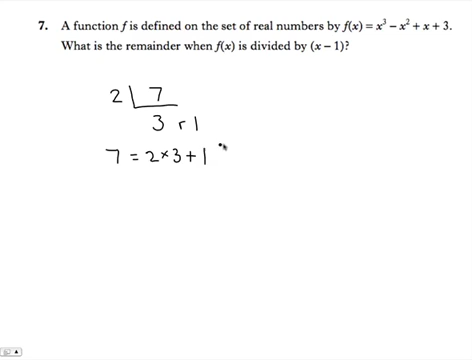 7. A function f is defined on the set of real numbers by f(x) = x³ − x² + x + 3.
What is the remainder when f(x) is divided by (x − 1)?
2 7
3 r 1
7 = 2 × 3 + 1